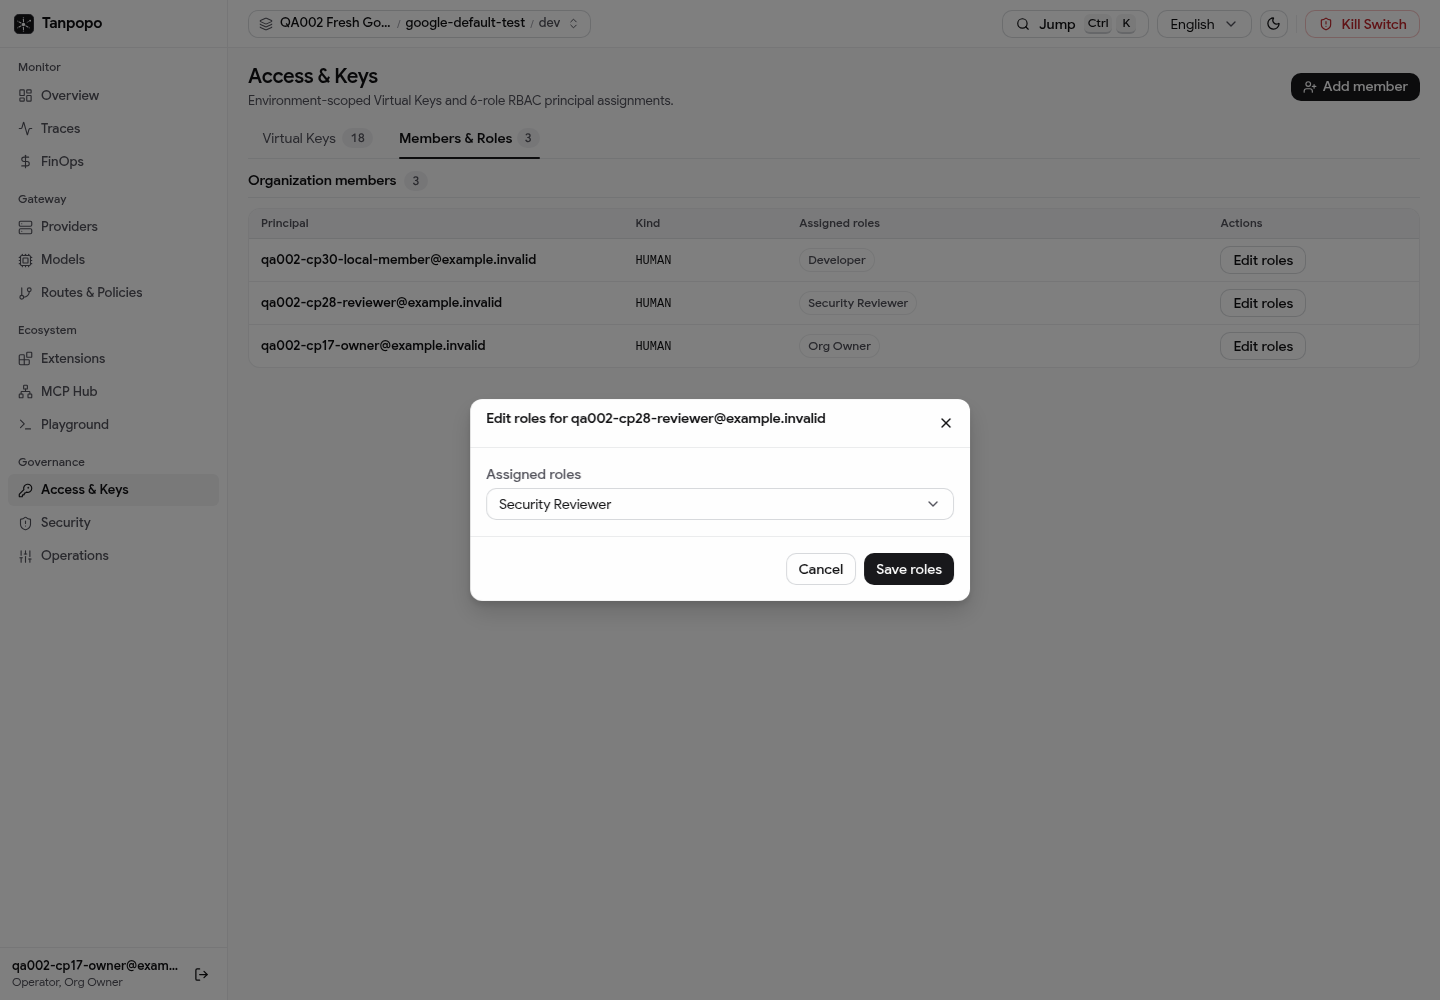 Tanpopo
QA002 Fresh Go... / google-default-test / dev
Jump Ctrl K
English
Kill Switch
Monitor
Overview
Traces
FinOps
Gateway
Providers
Models
Routes & Policies
Ecosystem
Extensions
MCP Hub
Playground
Governance
Access & Keys
Security
Operations
qa002-cp17-owner@exam...
Operator, Org Owner
Access & Keys
Environment-scoped Virtual Keys and 6-role RBAC principal assignments.
Add member
Virtual Keys 18
Members & Roles 3
Organization members 3
Principal Kind Assigned roles Actions
qa002-cp30-local-member@example.invalid HUMAN Developer Edit roles
qa002-cp28-reviewer@example.invalid HUMAN Security Reviewer Edit roles
qa002-cp17-owner@example.invalid HUMAN Org Owner Edit roles
Edit roles for qa002-cp28-reviewer@example.invalid
Assigned roles
Security Reviewer
Cancel
Save roles